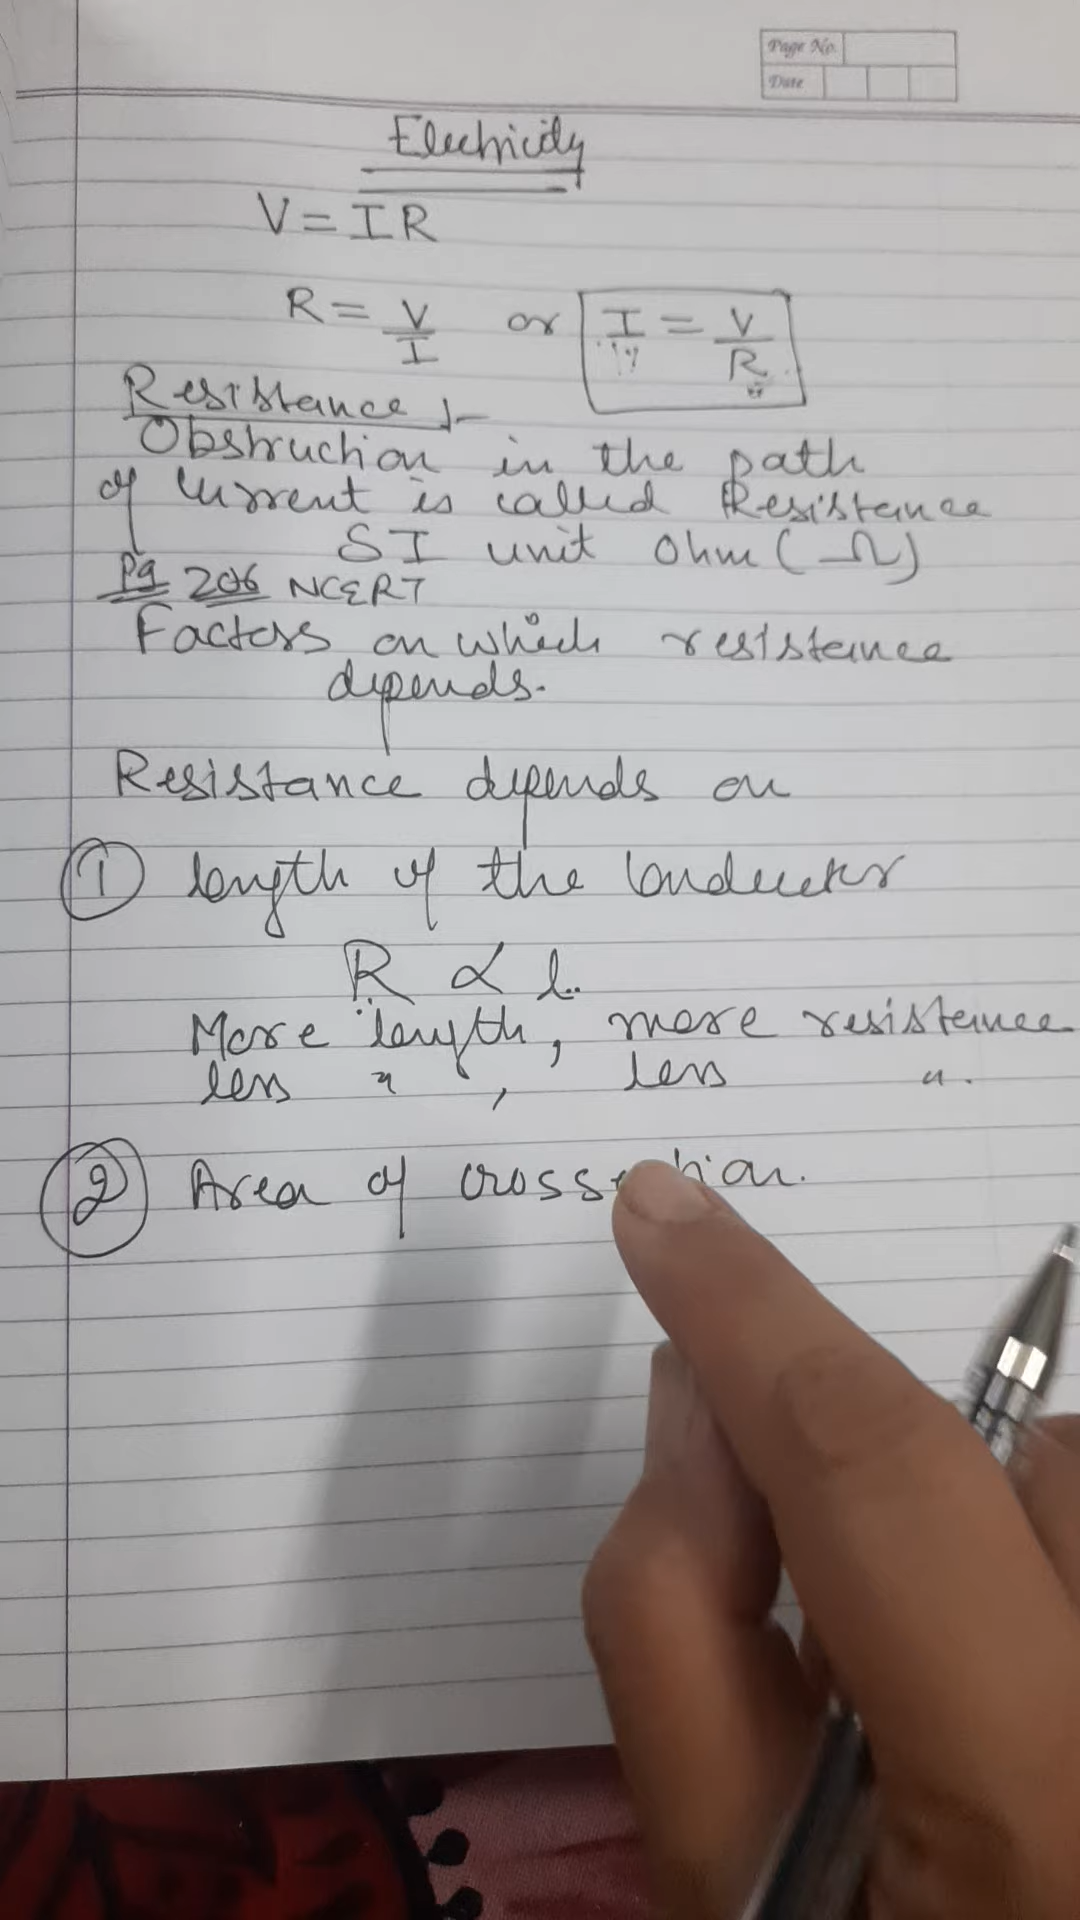 Page No.
Date
Electricity
V = IR
R = V/I or I = V/R
Resistance :-
Obstruction in the path
of current is called Resistance
SI unit Ohm (Ω)
Pg 206 NCERT
Factors on which resistance
depends.
Resistance depends on
① length of the conductor
R ∝ l.
More length, more resistance
less " , less ".
② Area of crosssection.